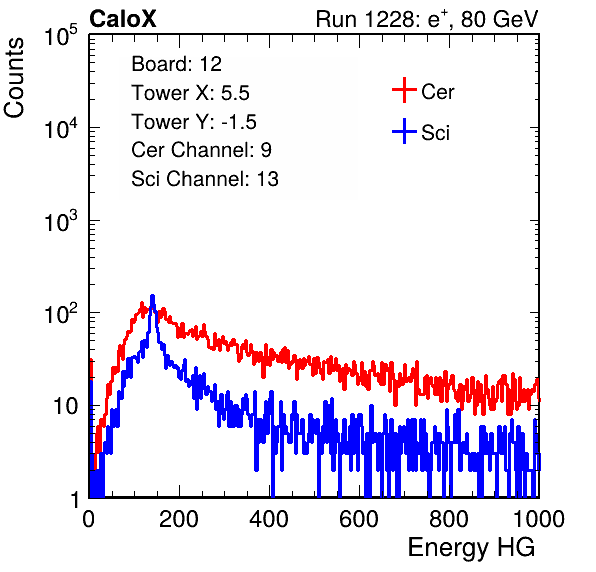 CaloX Run 1228: e⁺, 80 GeV
Counts
10⁵
10⁴
10³
10²
10
1
Board: 12
Tower X: 5.5
Tower Y: -1.5
Cer Channel: 9
Sci Channel: 13
Cer
Sci
0 200 400 600 800 1000
Energy HG